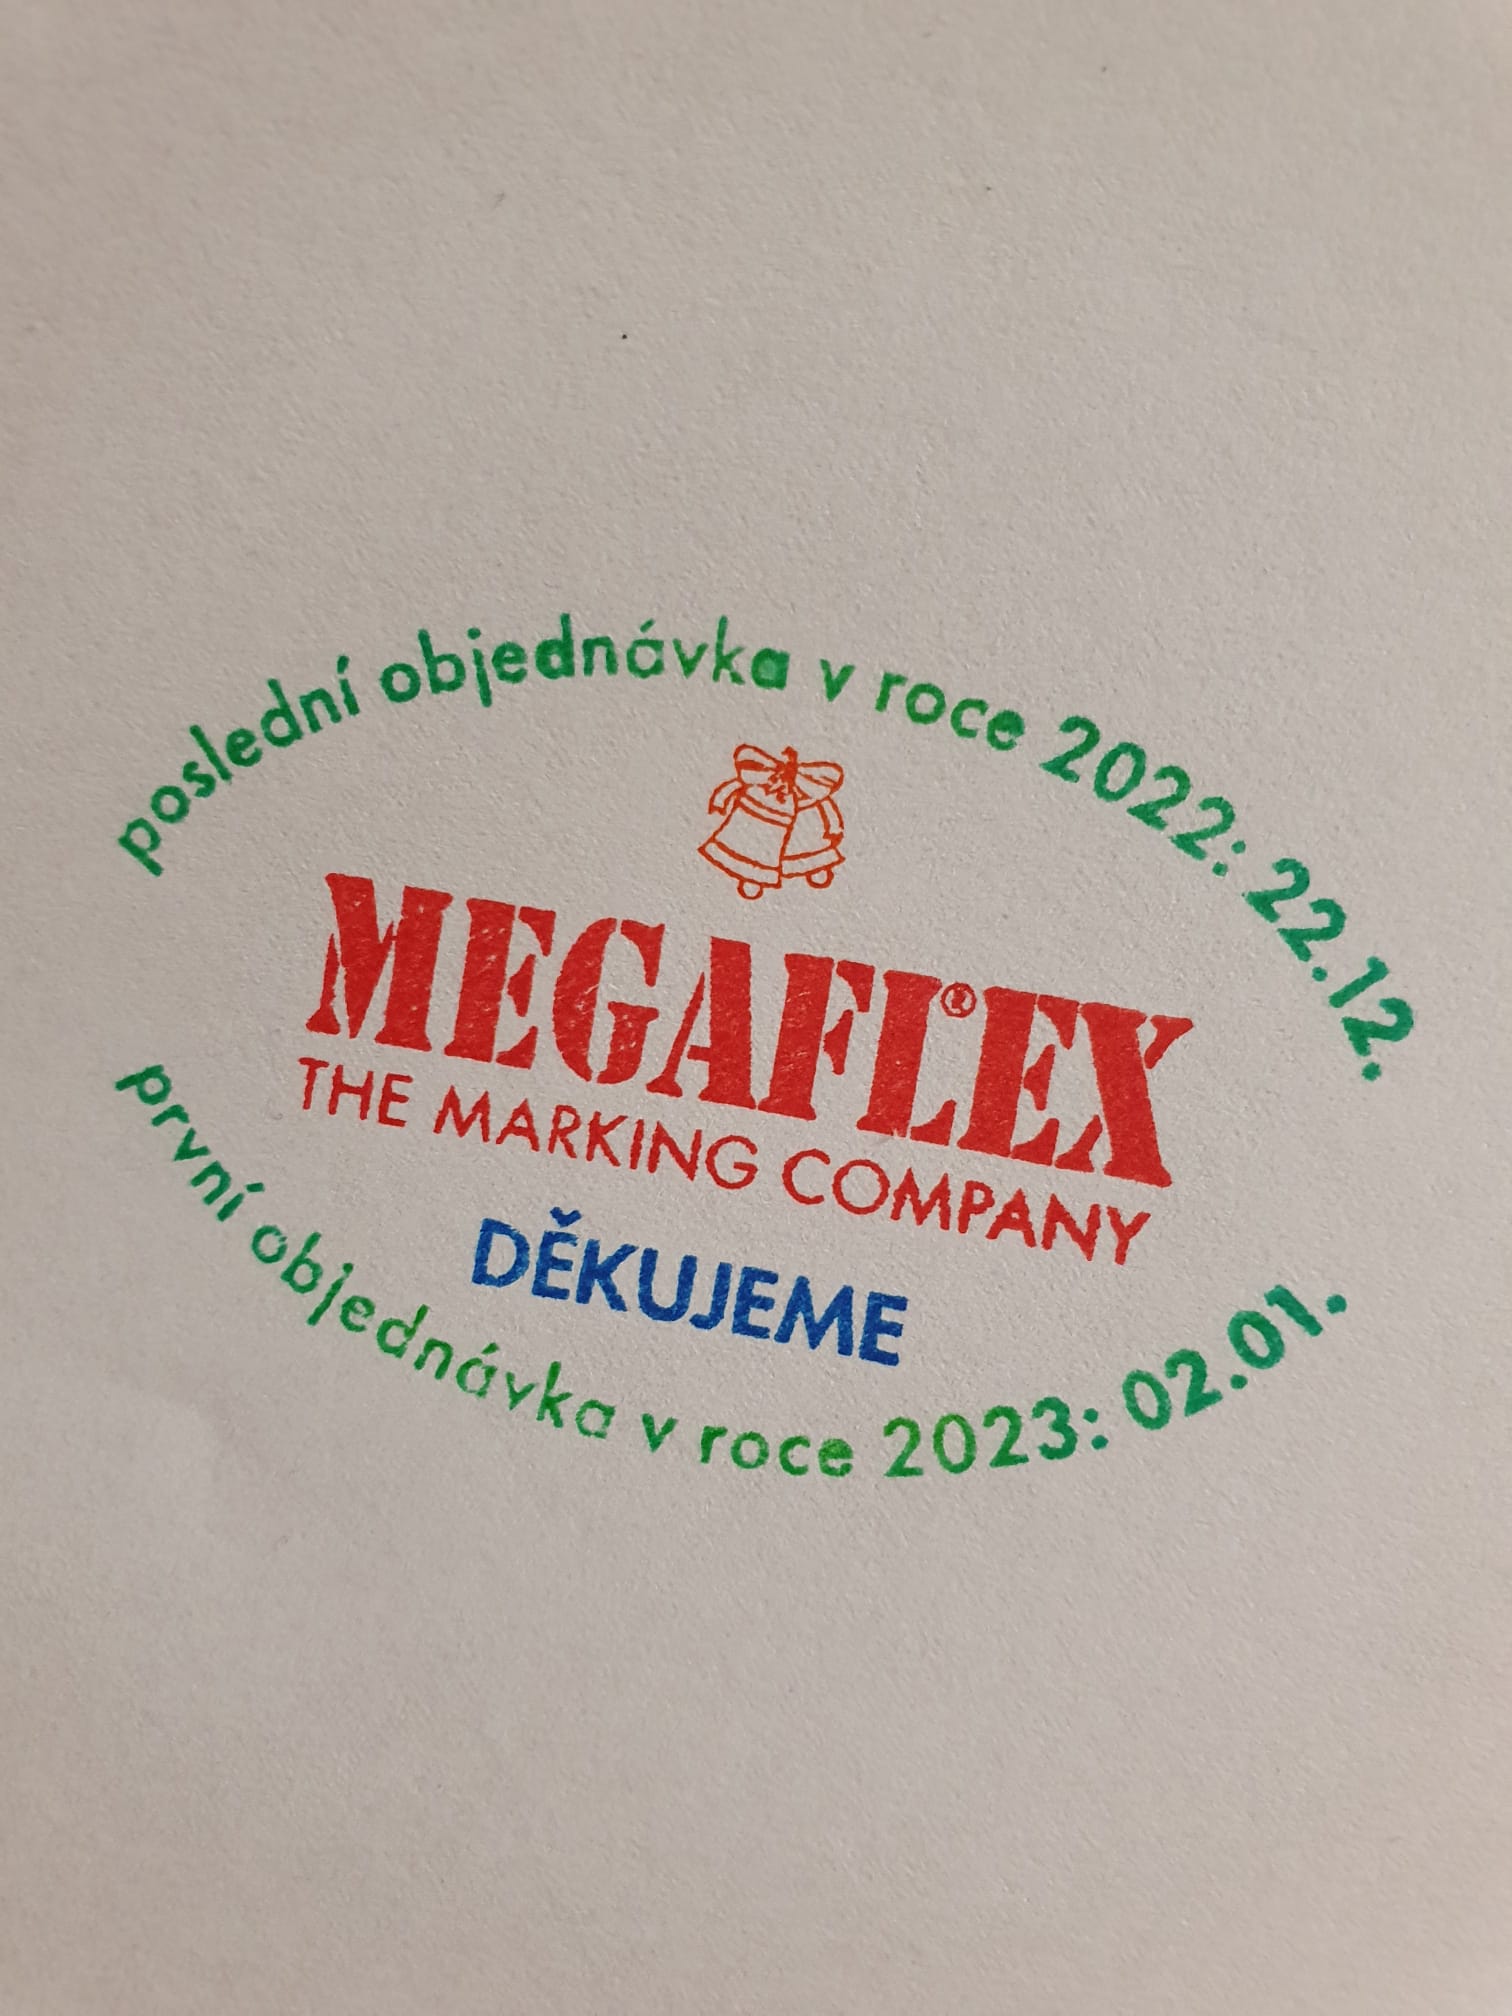 poslední objednávka v roce 2022: 22.12.
MEGAFLEX®
THE MARKING COMPANY
DĚKUJEME
první objednávka v roce 2023: 02.01.